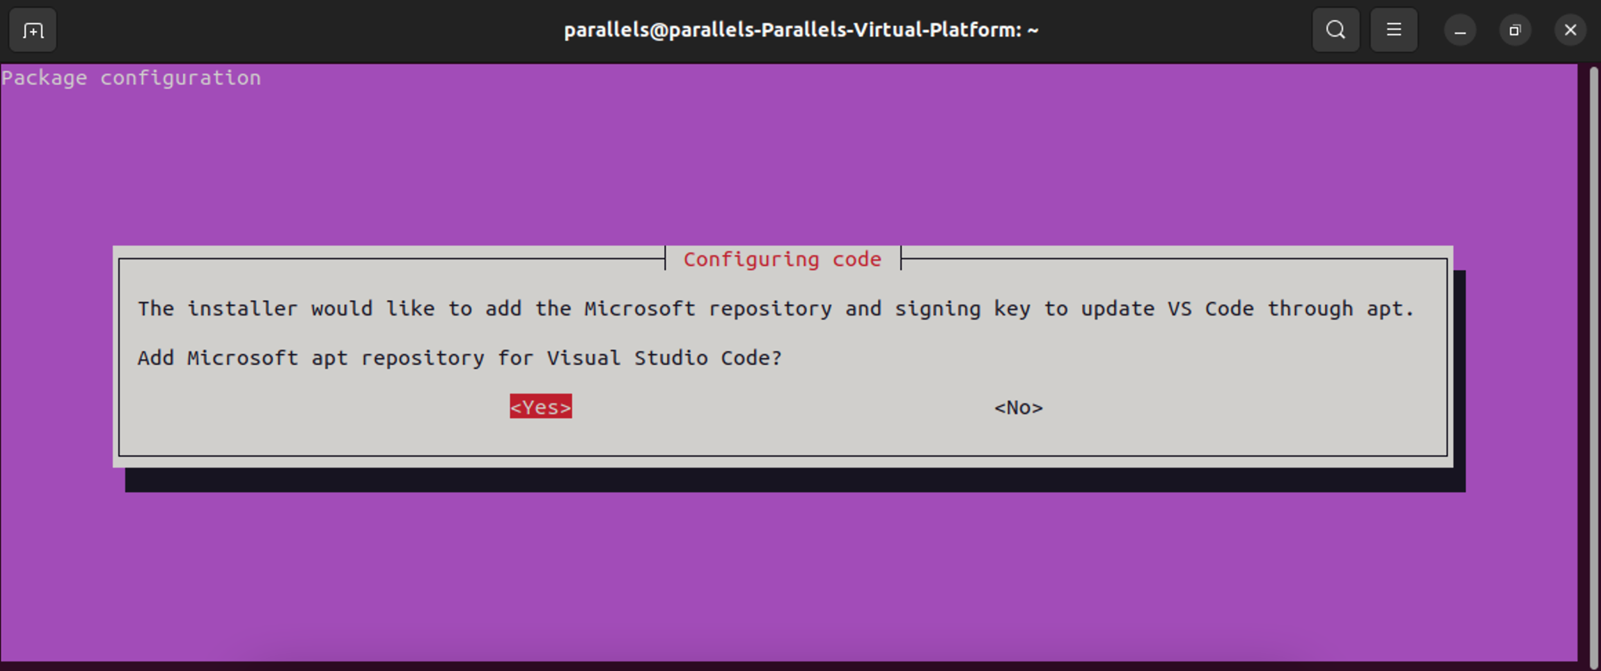 parallels@parallels-Parallels-Virtual-Platform: ~
Package configuration
Configuring code
The installer would like to add the Microsoft repository and signing key to update VS Code through apt.
Add Microsoft apt repository for Visual Studio Code?
<Yes> <No>